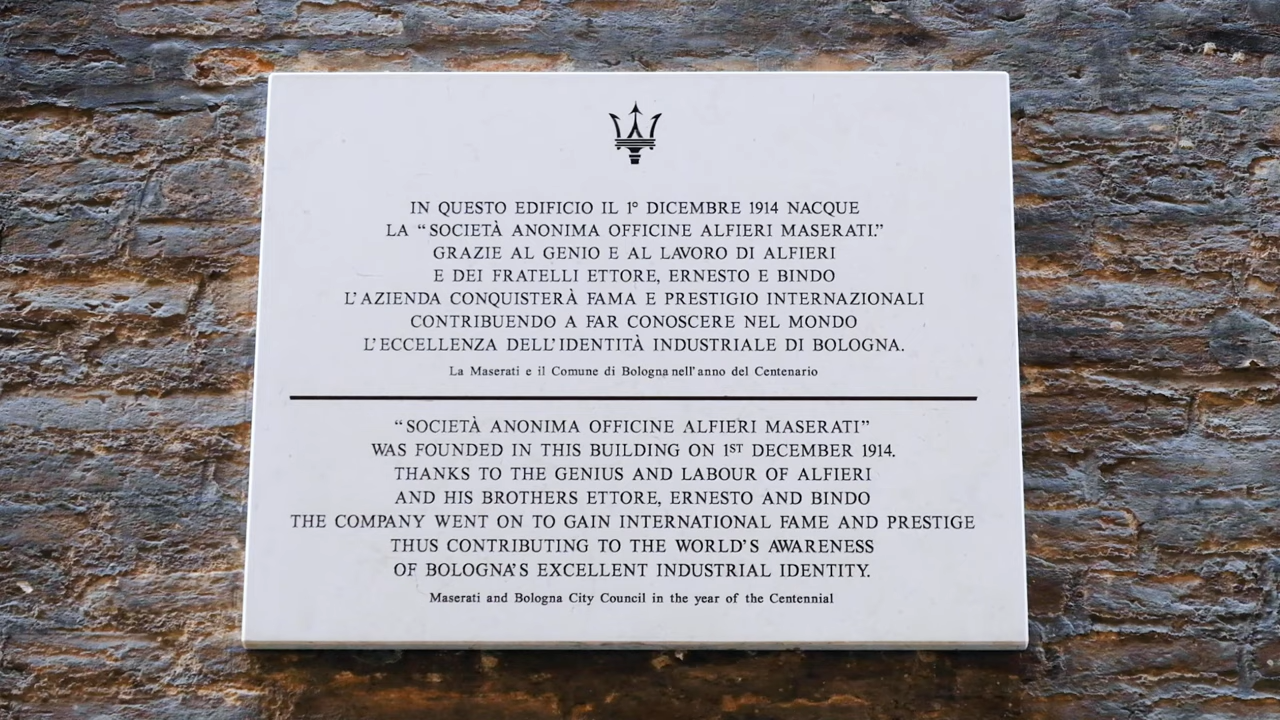 IN QUESTO EDIFICIO IL 1° DICEMBRE 1914 NACQUE
LA “SOCIETÀ ANONIMA OFFICINE ALFIERI MASERATI.”
GRAZIE AL GENIO E AL LAVORO DI ALFIERI
E DEI FRATELLI ETTORE, ERNESTO E BINDO
L’AZIENDA CONQUISTERÀ FAMA E PRESTIGIO INTERNAZIONALI
CONTRIBUENDO A FAR CONOSCERE NEL MONDO
L’ECCELLENZA DELL’IDENTITÀ INDUSTRIALE DI BOLOGNA.
La Maserati e il Comune di Bologna nell’anno del Centenario
“SOCIETÀ ANONIMA OFFICINE ALFIERI MASERATI”
WAS FOUNDED IN THIS BUILDING ON 1ST DECEMBER 1914.
THANKS TO THE GENIUS AND LABOUR OF ALFIERI
AND HIS BROTHERS ETTORE, ERNESTO AND BINDO
THE COMPANY WENT ON TO GAIN INTERNATIONAL FAME AND PRESTIGE
THUS CONTRIBUTING TO THE WORLD’S AWARENESS
OF BOLOGNA’S EXCELLENT INDUSTRIAL IDENTITY.
Maserati and Bologna City Council in the year of the Centennial